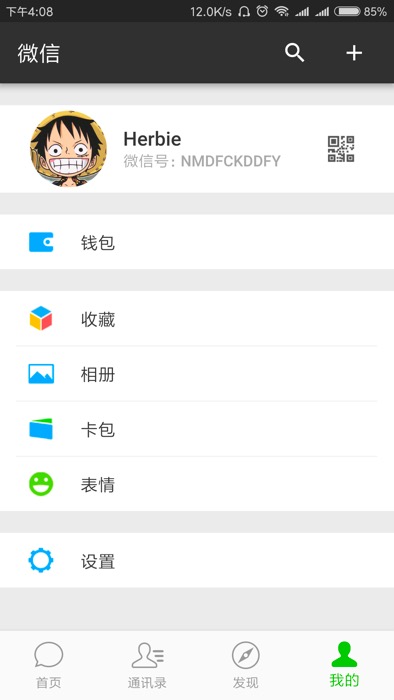 下午4:08 12.0K/s 85%
微信
Herbie
微信号: NMDFCKDDFY
钱包
收藏
相册
卡包
表情
设置
首页 通讯录 发现 我的